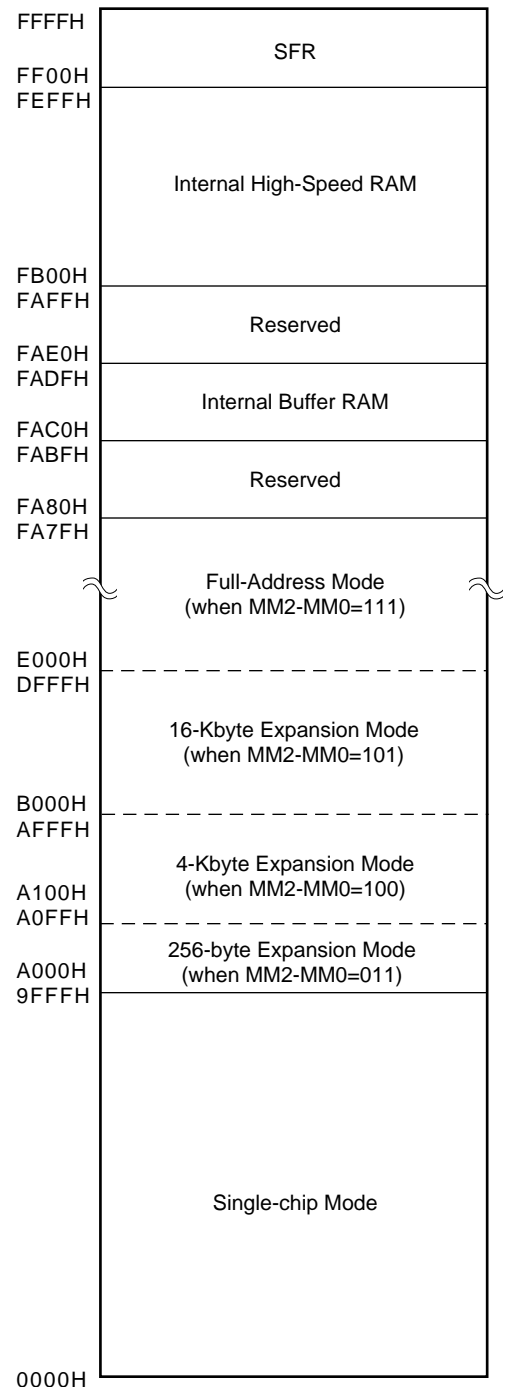 FFFFH
SFR
FF00H
FEFFH
Internal High-Speed RAM
FB00H
FAFFH
Reserved
FAE0H
FADFH
Internal Buffer RAM
FAC0H
FABFH
Reserved
FA80H
FA7FH
Full-Address Mode
(when MM2-MM0=111)
E000H
DFFFH
16-Kbyte Expansion Mode
(when MM2-MM0=101)
B000H
AFFFH
4-Kbyte Expansion Mode
(when MM2-MM0=100)
A100H
A0FFH
256-byte Expansion Mode
(when MM2-MM0=011)
A000H
9FFFH
Single-chip Mode
0000H